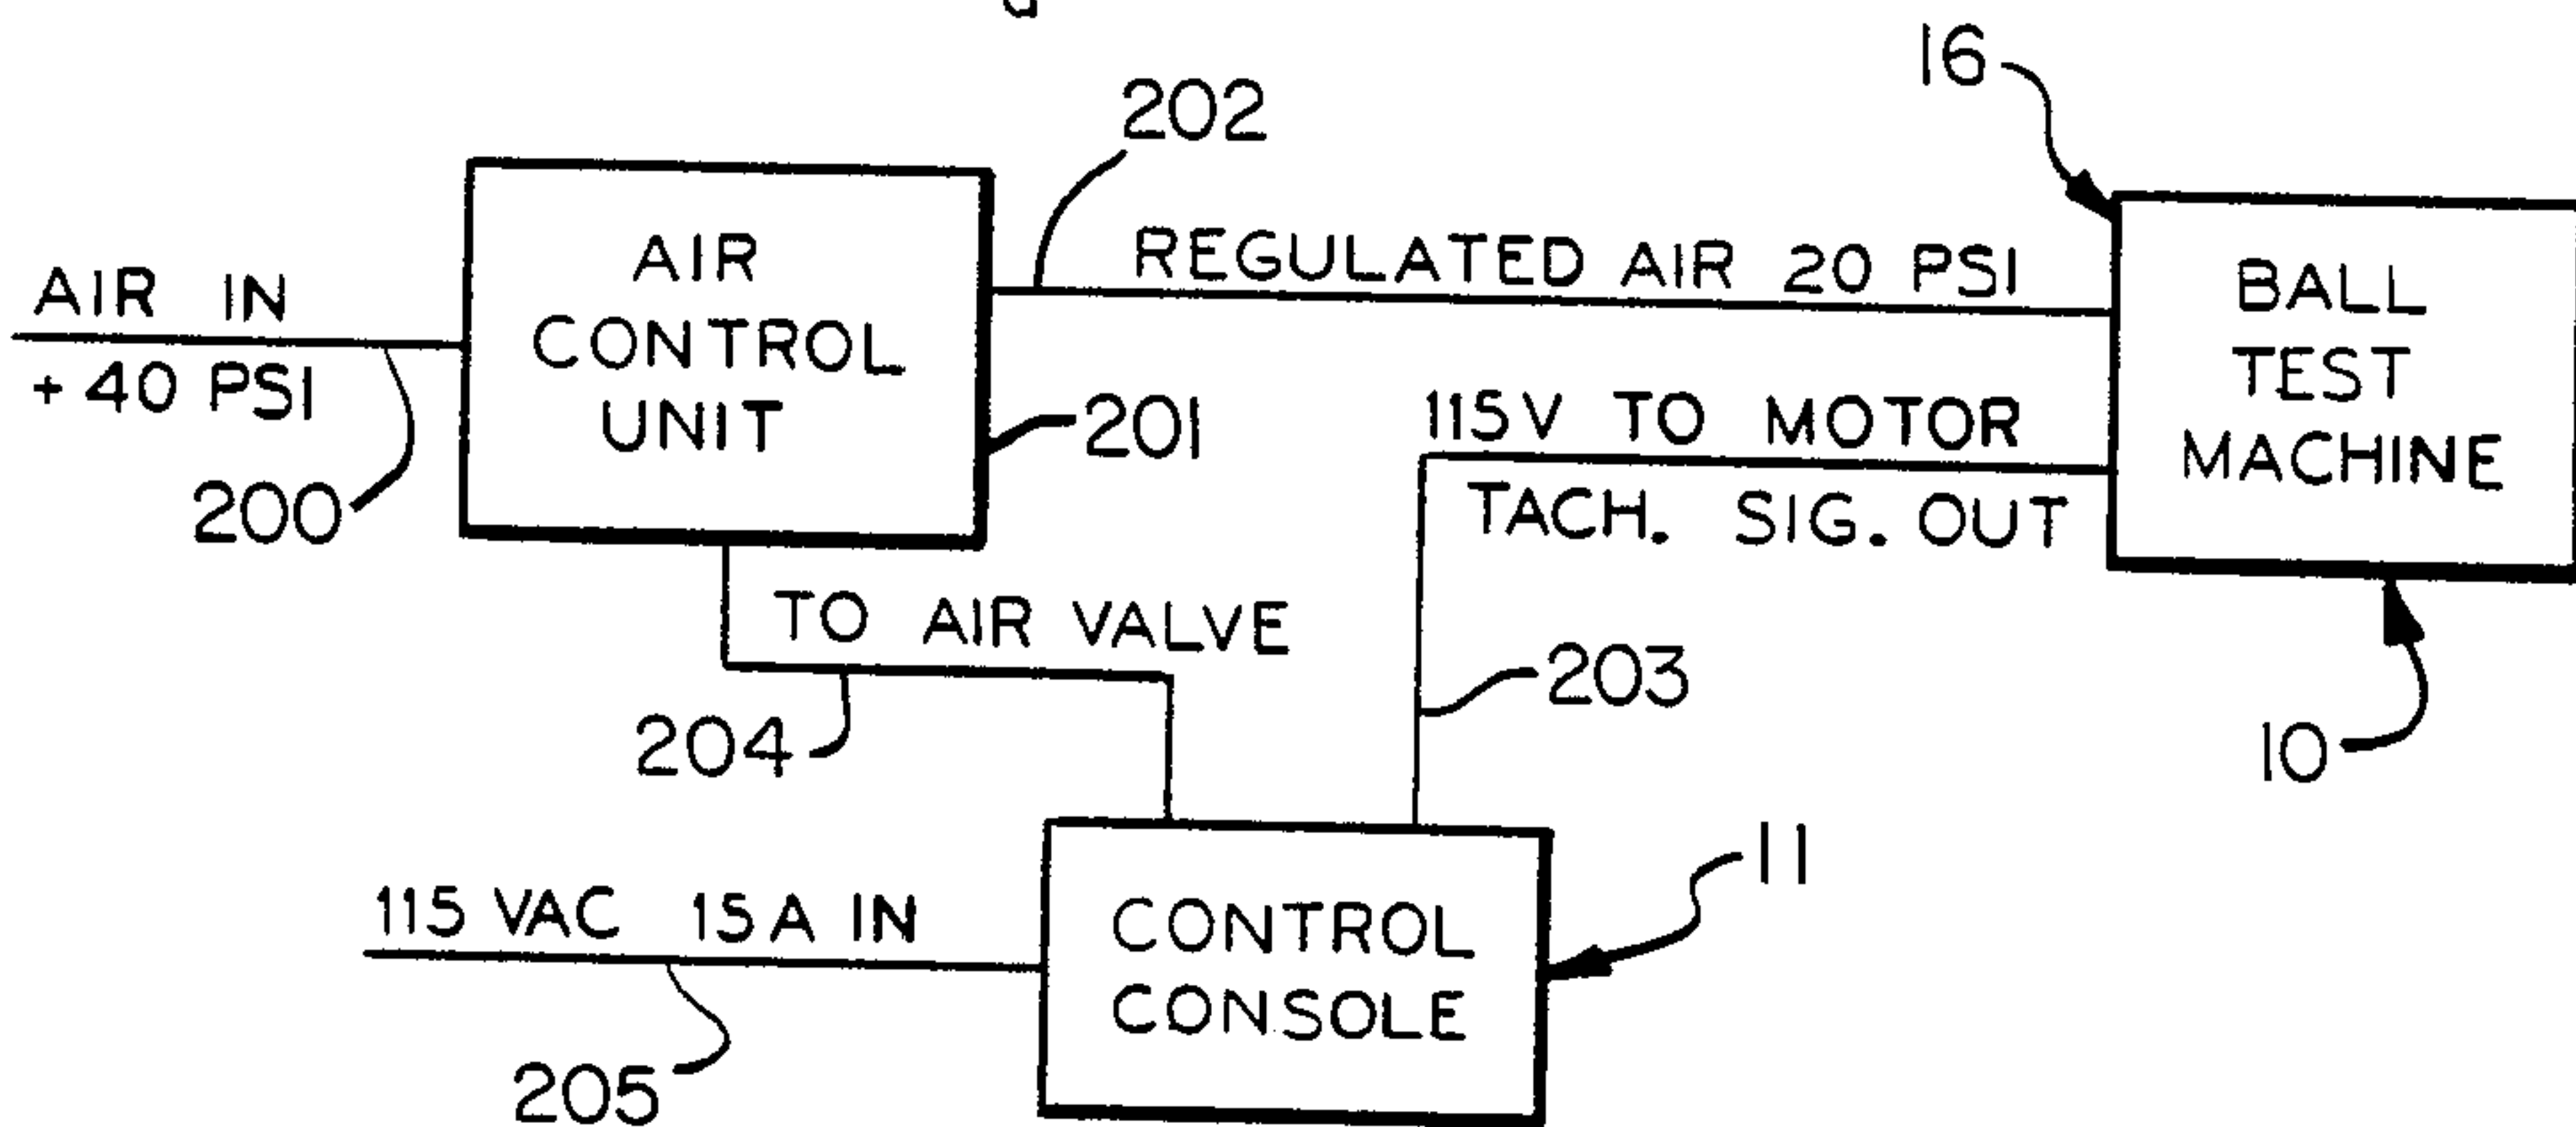 16
202
AIR
CONTROL
UNIT
REGULATED AIR 20 PSI
BALL
TEST
MACHINE
AIR IN
+ 40 PSI
200
201
115V TO MOTOR
TACH. SIG. OUT
TO AIR VALVE
204
203
10
115 VAC 15A IN
205
CONTROL
CONSOLE
11